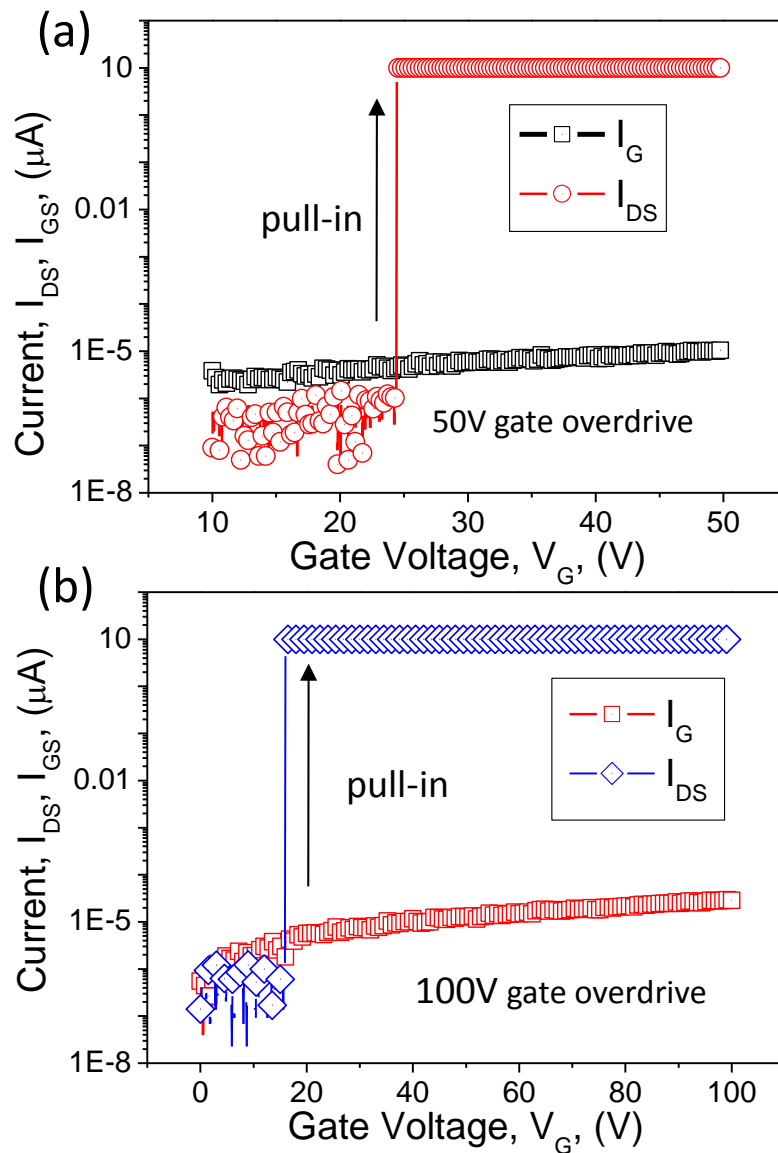 (a)
10
0.01
1E-5
1E-8
Current, I_DS, I_GS, (μA)
pull-in
I_G
I_DS
50V gate overdrive
10 20 30 40 50
Gate Voltage, V_G, (V)
(b)
10
0.01
1E-5
1E-8
Current, I_DS, I_GS, (μA)
pull-in
I_G
I_DS
100V gate overdrive
0 20 40 60 80 100
Gate Voltage, V_G, (V)